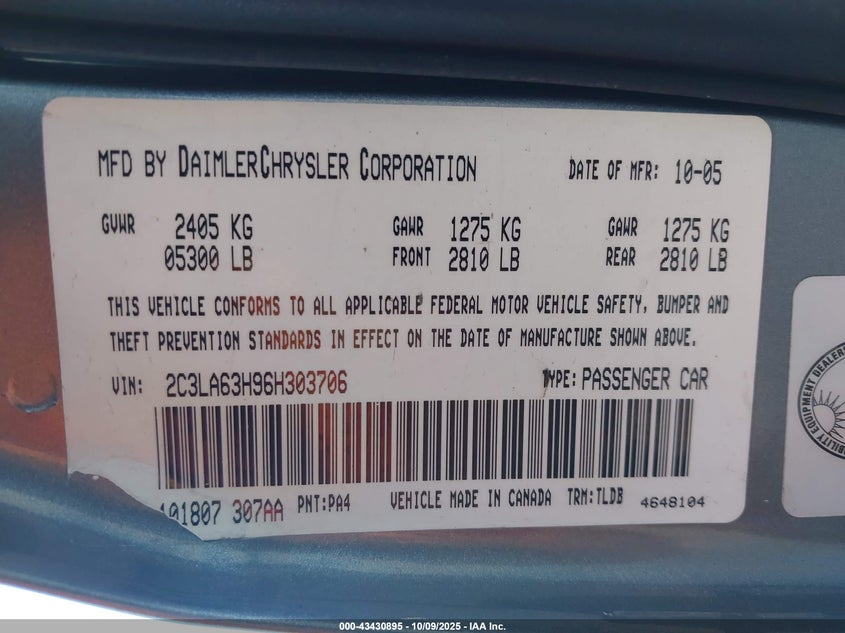 MFD BY DAIMLERCHRYSLER CORPORATION DATE OF MFR: 10-05
GVWR 2405 KG GAWR 1275 KG GAWR 1275 KG
05300 LB FRONT 2810 LB REAR 2810 LB
THIS VEHICLE CONFORMS TO ALL APPLICABLE FEDERAL MOTOR VEHICLE SAFETY, BUMPER AND
THEFT PREVENTION STANDARDS IN EFFECT ON THE DATE OF MANUFACTURE SHOWN ABOVE.
VIN: 2C3LA63H96H303706 TYPE: PASSENGER CAR
101807 307AA PNT:PA4 VEHICLE MADE IN CANADA TRM:TLDB 4648104
EQUIPMENT DEALERS
000-43430895 - 10/09/2025 - IAA Inc.